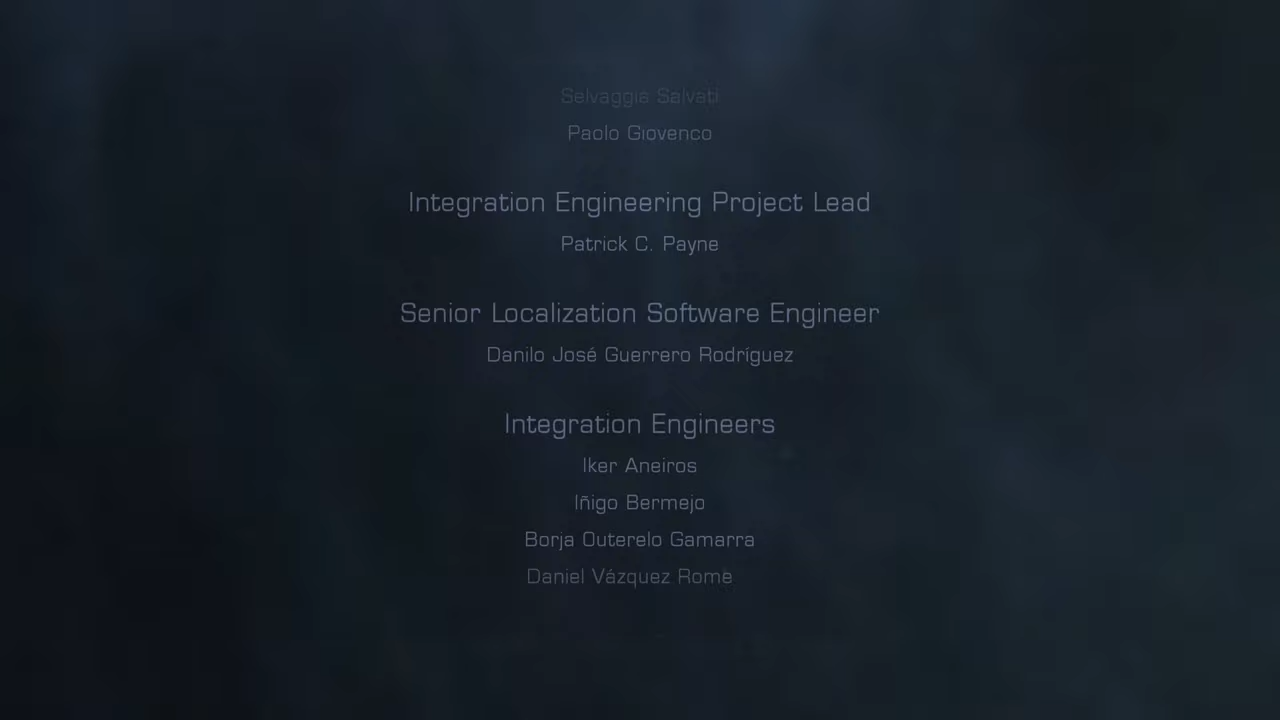 Selvaggia Salvati
Paolo Giovenco
Integration Engineering Project Lead
Patrick C. Payne
Senior Localization Software Engineer
Danilo José Guerrero Rodríguez
Integration Engineers
Iker Aneiros
Iñigo Bermejo
Borja Outerelo Gamarra
Daniel Vázquez Rome